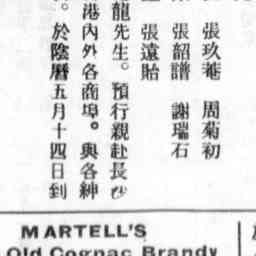 張玖菴 周菊初
張韶譜 謝瑞石
張遠貽
龍先生。預行親赴長沙
港內外各商埠。與各紳
。於陰曆五月十四日到
MARTELL'S
Old Cognac Brandy